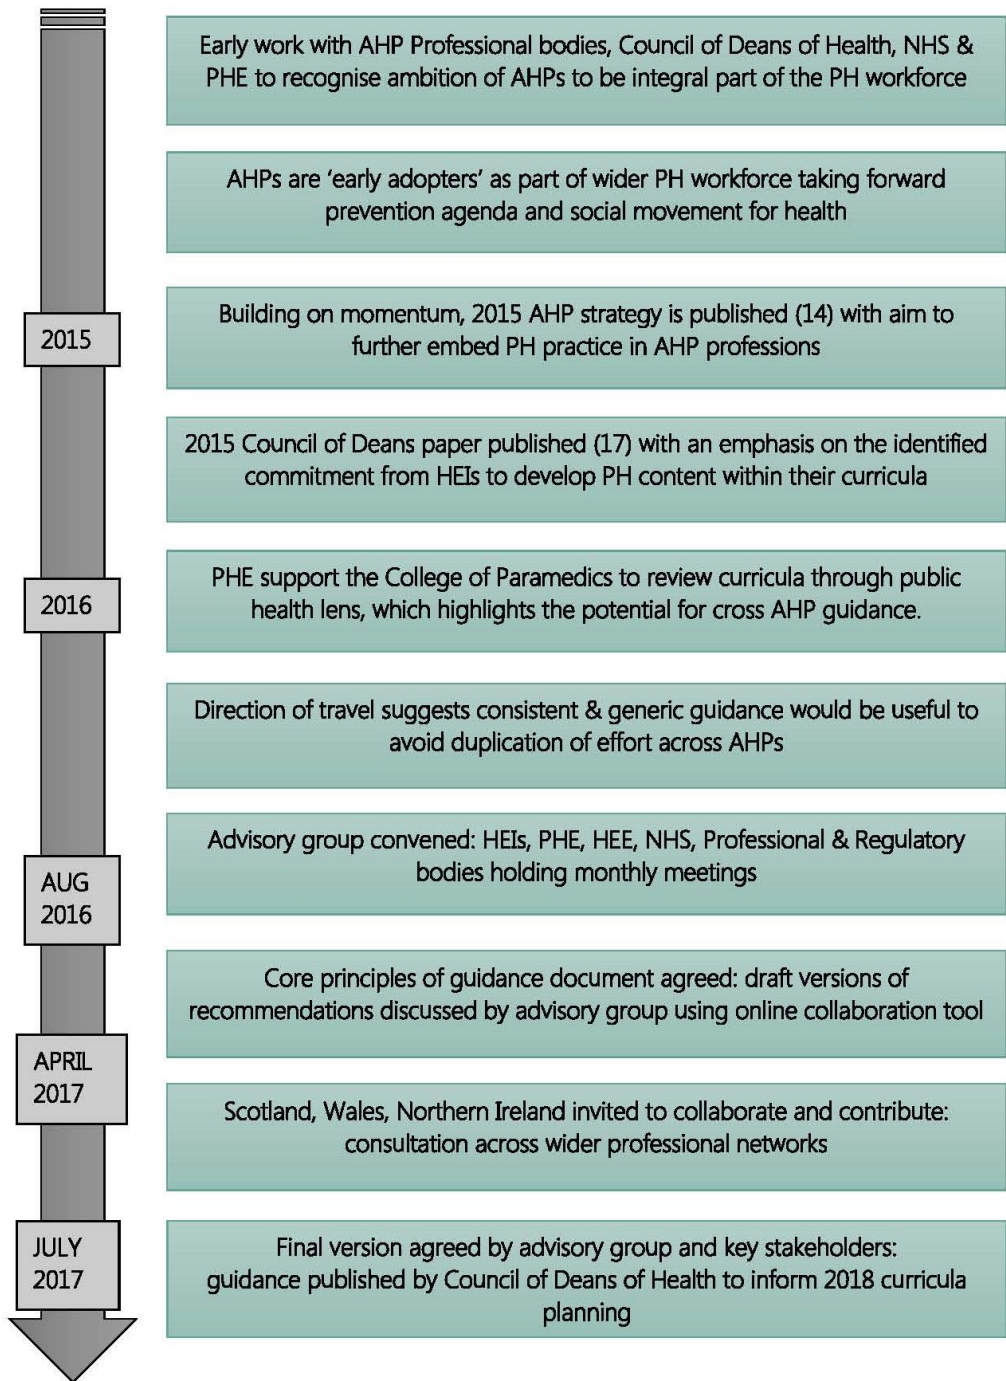 Early work with AHP Professional bodies, Council of Deans of Health, NHS &
PHE to recognise ambition of AHPs to be integral part of the PH workforce
AHPs are ‘early adopters’ as part of wider PH workforce taking forward
prevention agenda and social movement for health
2015
Building on momentum, 2015 AHP strategy is published (14) with aim to
further embed PH practice in AHP professions
2015 Council of Deans paper published (17) with an emphasis on the identified
commitment from HEIs to develop PH content within their curricula
2016
PHE support the College of Paramedics to review curricula through public
health lens, which highlights the potential for cross AHP guidance.
Direction of travel suggests consistent & generic guidance would be useful to
avoid duplication of effort across AHPs
AUG
2016
Advisory group convened: HEIs, PHE, HEE, NHS, Professional & Regulatory
bodies holding monthly meetings
Core principles of guidance document agreed: draft versions of
recommendations discussed by advisory group using online collaboration tool
APRIL
2017
Scotland, Wales, Northern Ireland invited to collaborate and contribute:
consultation across wider professional networks
JULY
2017
Final version agreed by advisory group and key stakeholders:
guidance published by Council of Deans of Health to inform 2018 curricula
planning